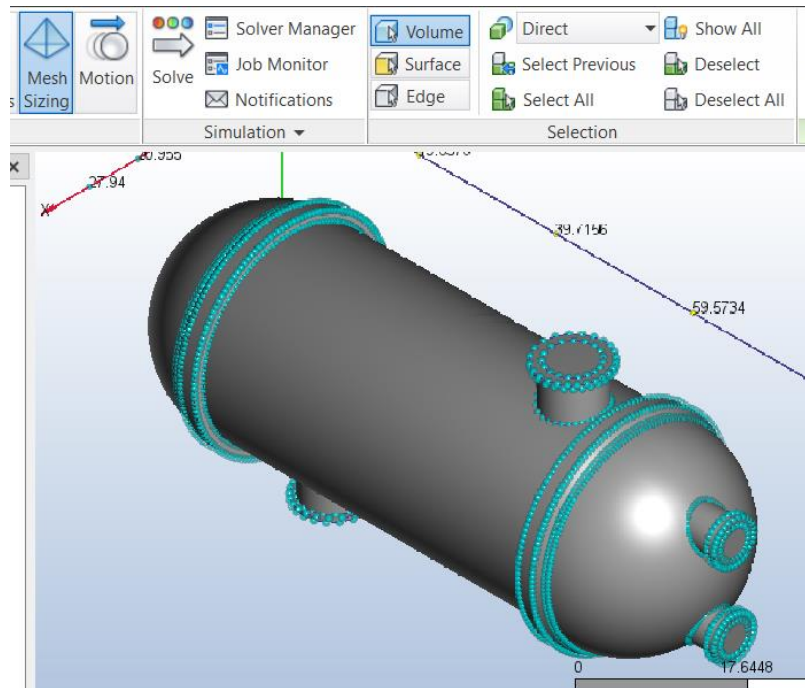 Solver Manager
Volume
Direct
Show All
Mesh
Sizing
Motion
Solve
Job Monitor
Surface
Select Previous
Deselect
Notifications
Edge
Select All
Deselect All
Simulation
Selection
27.94
X
39.7156
59.5734
0
17.6448